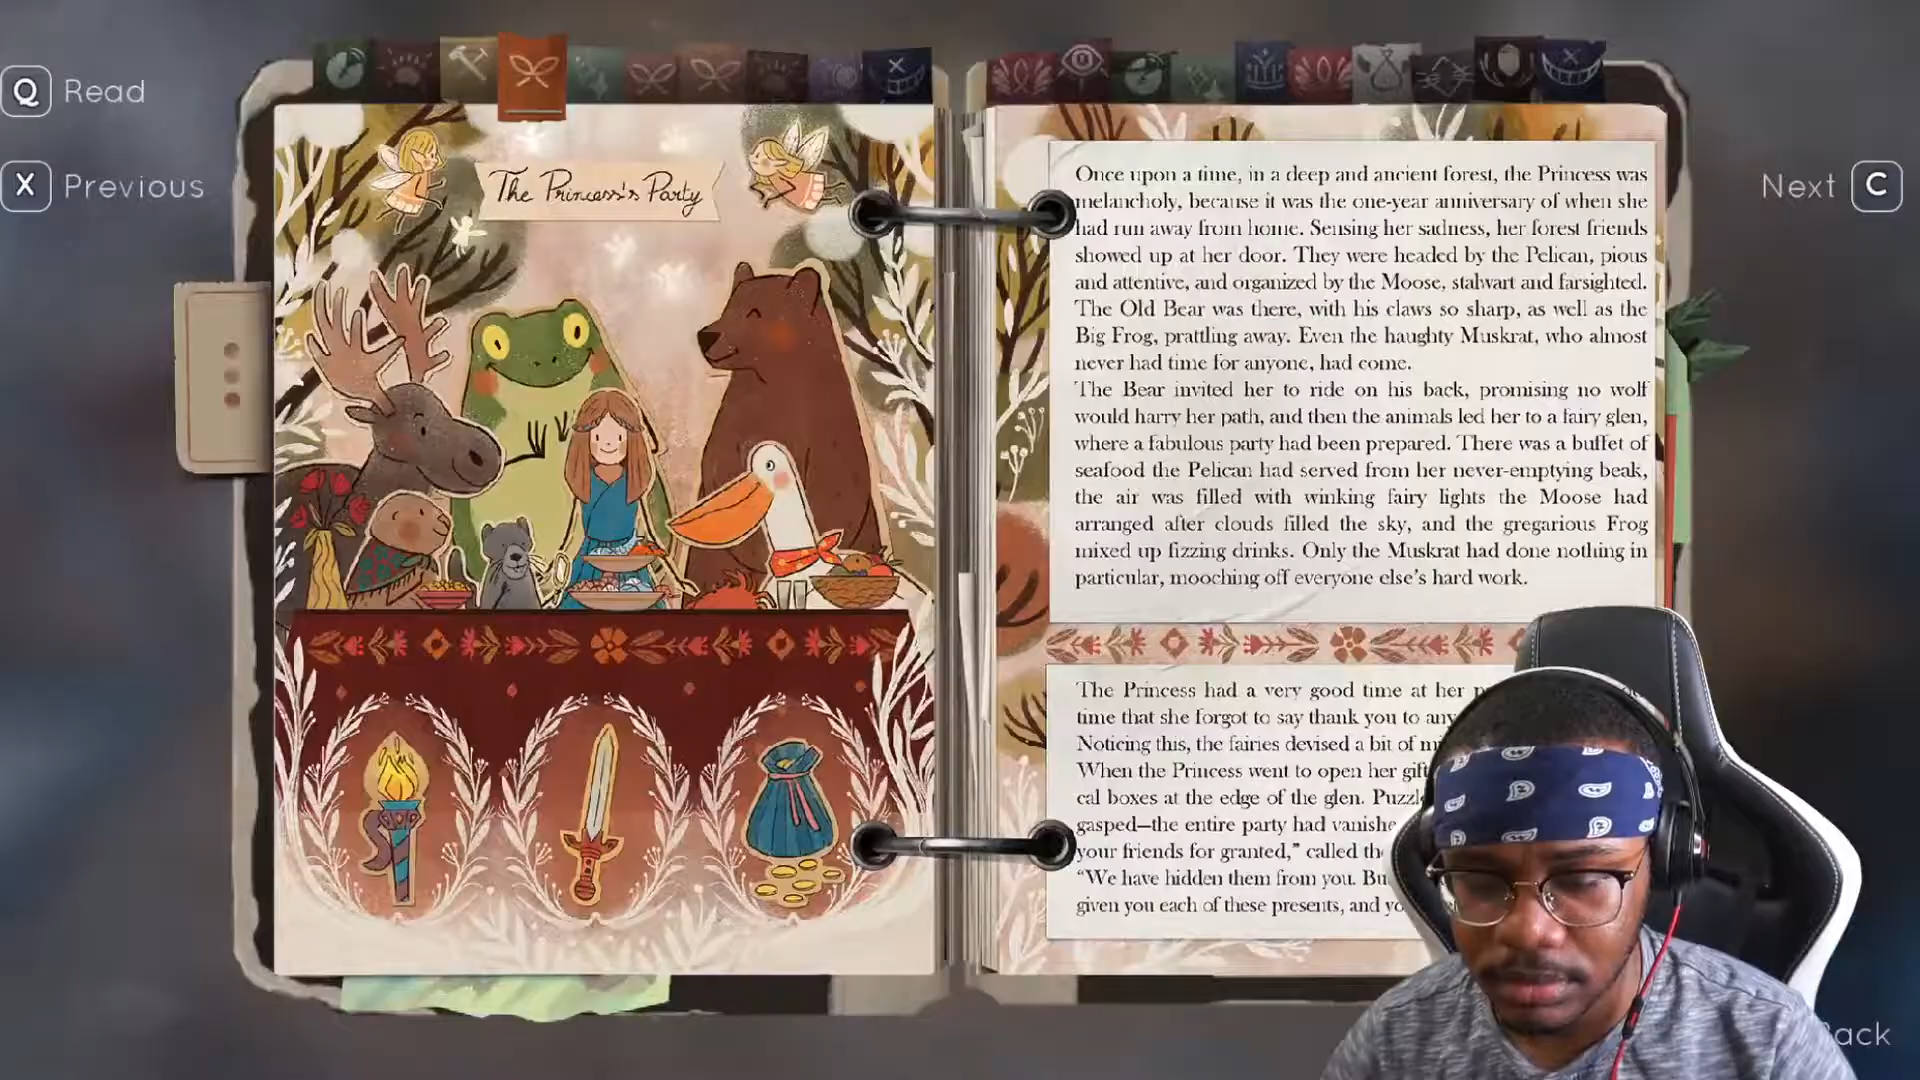 Q Read
X Previous
Next C
The Princess's Party
Once upon a time, in a deep and ancient forest, the Princess was
melancholy, because it was the one-year anniversary of when she
had run away from home. Sensing her sadness, her forest friends
showed up at her door. They were headed by the Pelican, pious
and attentive, and organized by the Moose, stalwart and farsighted.
The Old Bear was there, with his claws so sharp, as well as the
Big Frog, prattling away. Even the haughty Muskrat, who almost
never had time for anyone, had come.
The Bear invited her to ride on his back, promising no wolf
would harry her path, and then the animals led her to a fairy glen,
where a fabulous party had been prepared. There was a buffet of
seafood the Pelican had served from her never-emptying beak,
the air was filled with winking fairy lights the Moose had
arranged after clouds filled the sky, and the gregarious Frog
mixed up fizzing drinks. Only the Muskrat had done nothing in
particular, mooching off everyone else's hard work.
The Princess had a very good time at her
time that she forgot to say thank you to
Noticing this, the fairies devised a bit of
When the Princess went to open her
cal boxes at the edge of the glen.
gasped—the entire party had
your friends for granted,” called
“We have hidden them from you.
given you each of these presents, and